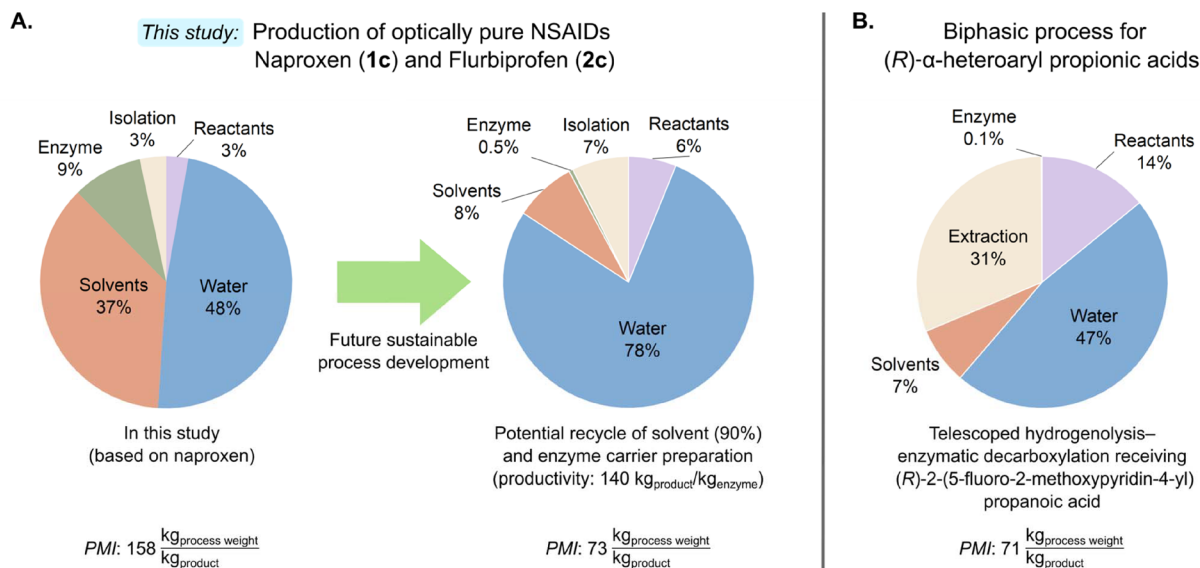 A.
This study: Production of optically pure NSAIDs
Naproxen (1c) and Flurbiprofen (2c)
Isolation
3%
Reactants
3%
Enzyme
9%
Solvents
37%
Water
48%
In this study
(based on naproxen)
PMI: 158 kgprocess weight
kgproduct
Future sustainable
process development
Enzyme
0.5%
Isolation
7%
Reactants
6%
Solvents
8%
Water
78%
Potential recycle of solvent (90%)
and enzyme carrier preparation
(productivity: 140 kgproduct/kgenzyme)
PMI: 73 kgprocess weight
kgproduct
B.
Biphasic process for
(R)-α-heteroaryl propionic acids
Enzyme
0.1%
Reactants
14%
Extraction
31%
Water
47%
Solvents
7%
Telescoped hydrogenolysis–
enzymatic decarboxylation receiving
(R)-2-(5-fluoro-2-methoxypyridin-4-yl)
propanoic acid
PMI: 71 kgprocess weight
kgproduct